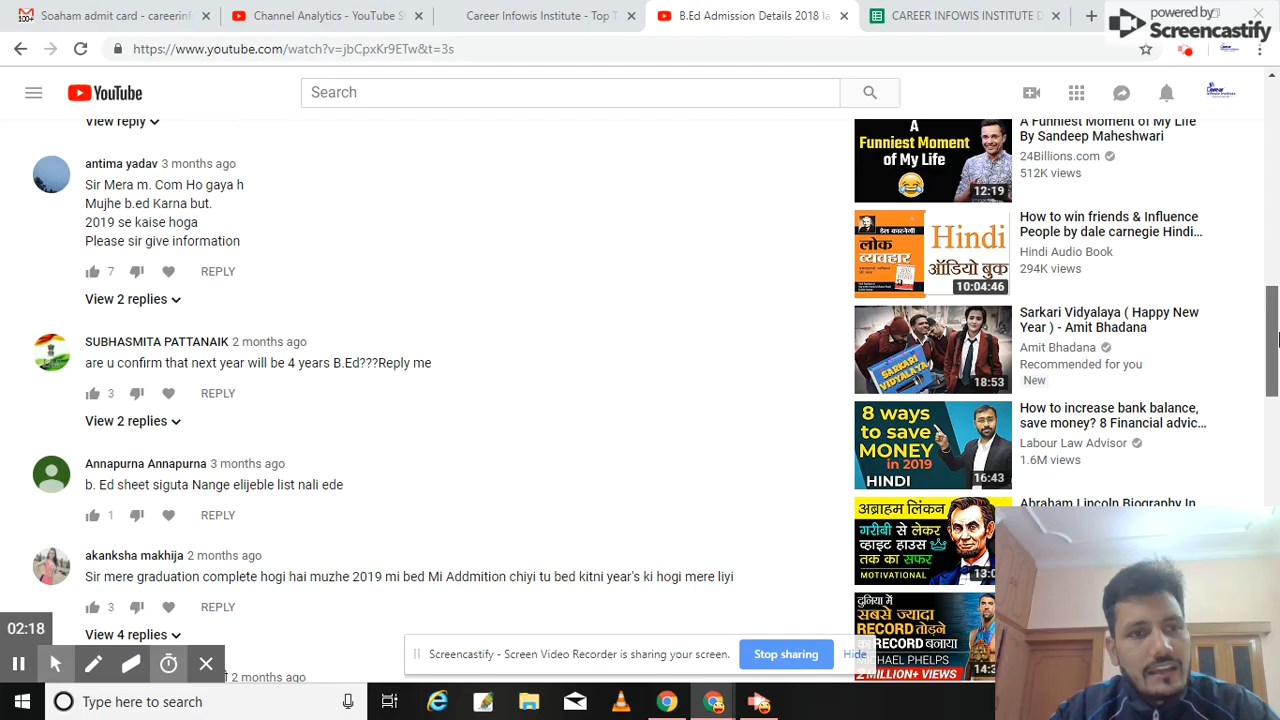 Soaham admit card - careerinf
Channel Analytics - YouTube
Career Infowis Institute - Top T
B.Ed Admission Details 2018 la
CAREER INFOWIS INSTITUTE D
powered by
Screencastify
https://www.youtube.com/watch?v=jbCpxKr9ETw&t=3s
YouTube
Search
View reply
antima yadav 3 months ago
Sir Mera m. Com Ho gaya h
Mujhe b.ed Karna but.
2019 se kaise hoga
Please sir give information
7 REPLY
View 2 replies
SUBHASMITA PATTANAIK 2 months ago
are u confirm that next year will be 4 years B.Ed???Reply me
3 REPLY
View 2 replies
Annapurna Annapurna 3 months ago
b. Ed sheet siguta Nange elijeble list nali ede
1 REPLY
akanksha makhija 2 months ago
Sir mere graduation complete hogi hai muzhe 2019 mi bed Mi Addmition chiyi tu bed kitni year's ki hogi mere liyi
3 REPLY
View 4 replies
2 months ago
A
Funniest Moment
of My Life
12:19
A Funniest Moment of My Life
By Sandeep Maheshwari
24Billions.com
512K views
डेल कारनेगी
लोक
व्यवहार
Hindi
ऑडियो बुक
10:04:46
How to win friends & Influence
People by dale carnegie Hindi...
Hindi Audio Book
294K views
SARKARI
VIDYALAYA
18:53
Sarkari Vidyalaya ( Happy New
Year ) - Amit Bhadana
Amit Bhadana
Recommended for you
New
8 ways
to save
MONEY
in 2019
HINDI
16:43
How to increase bank balance,
save money? 8 Financial advic...
Labour Law Advisor
1.6M views
अब्राहम लिंकन
गरीबी से लेकर
व्हाइट हाउस
तक का सफर
MOTIVATIONAL
13:0
Abraham Lincoln Biography In
दुनिया में
सबसे ज्यादा
RECORD तोड़ने
का RECORD बनाया
MICHAEL PHELPS
2 MILLION+ VIEWS
14:3
02:18
Screencastify - Screen Video Recorder is sharing your screen.
Stop sharing
Hide
Type here to search